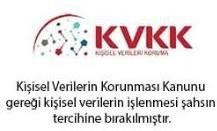 KVKK
KİŞİSEL VERİLERİ KORUMA
Kişisel Verilerin Korunması Kanunu
gereği kişisel verilerin işlenmesi şahsın
tercihine bırakılmıştır.